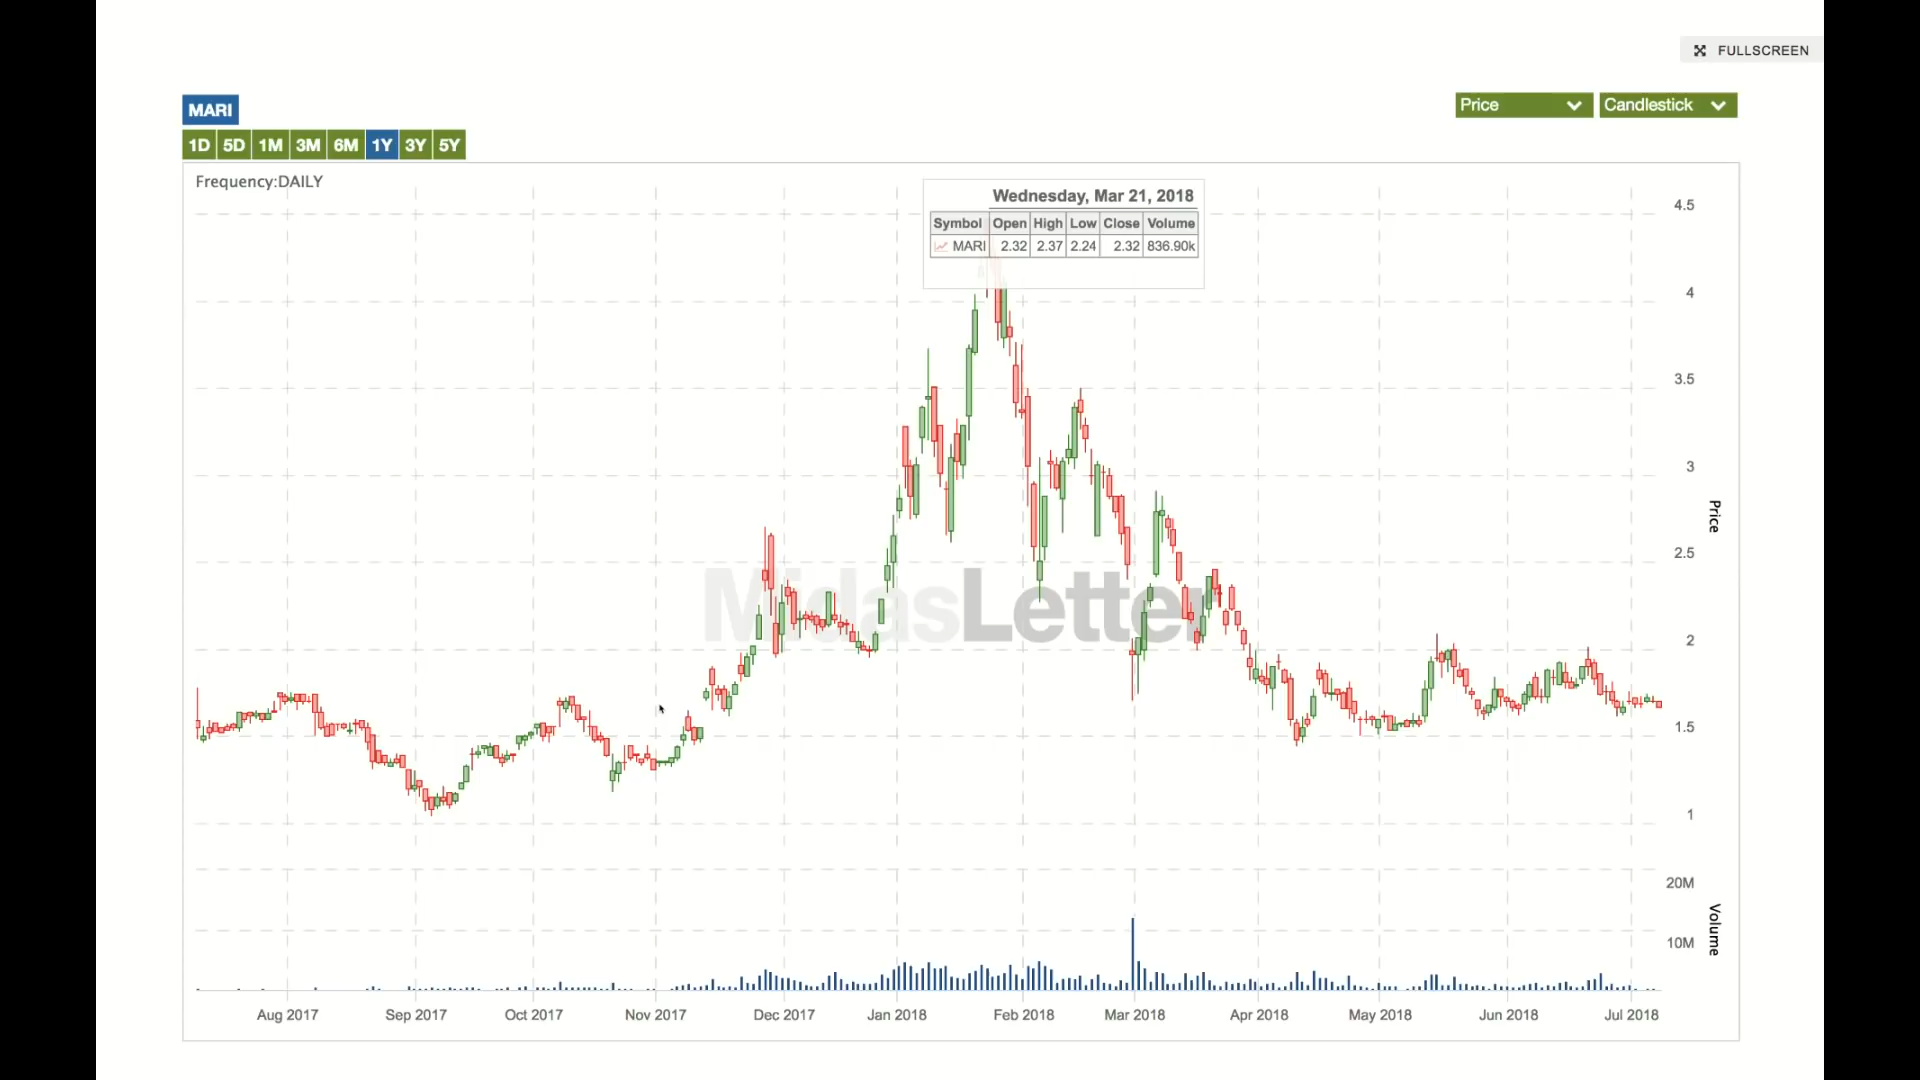 FULLSCREEN
MARI
Price
Candlestick
1D 5D 1M 3M 6M 1Y 3Y 5Y
Frequency:DAILY
Wednesday, Mar 21, 2018
Symbol Open High Low Close Volume
MARI 2.32 2.37 2.24 2.32 836.90k
4.5
4
3.5
3
2.5
2
1.5
1
Price
MidasLetter
20M
10M
Volume
Aug 2017 Sep 2017 Oct 2017 Nov 2017 Dec 2017 Jan 2018 Feb 2018 Mar 2018 Apr 2018 May 2018 Jun 2018 Jul 2018